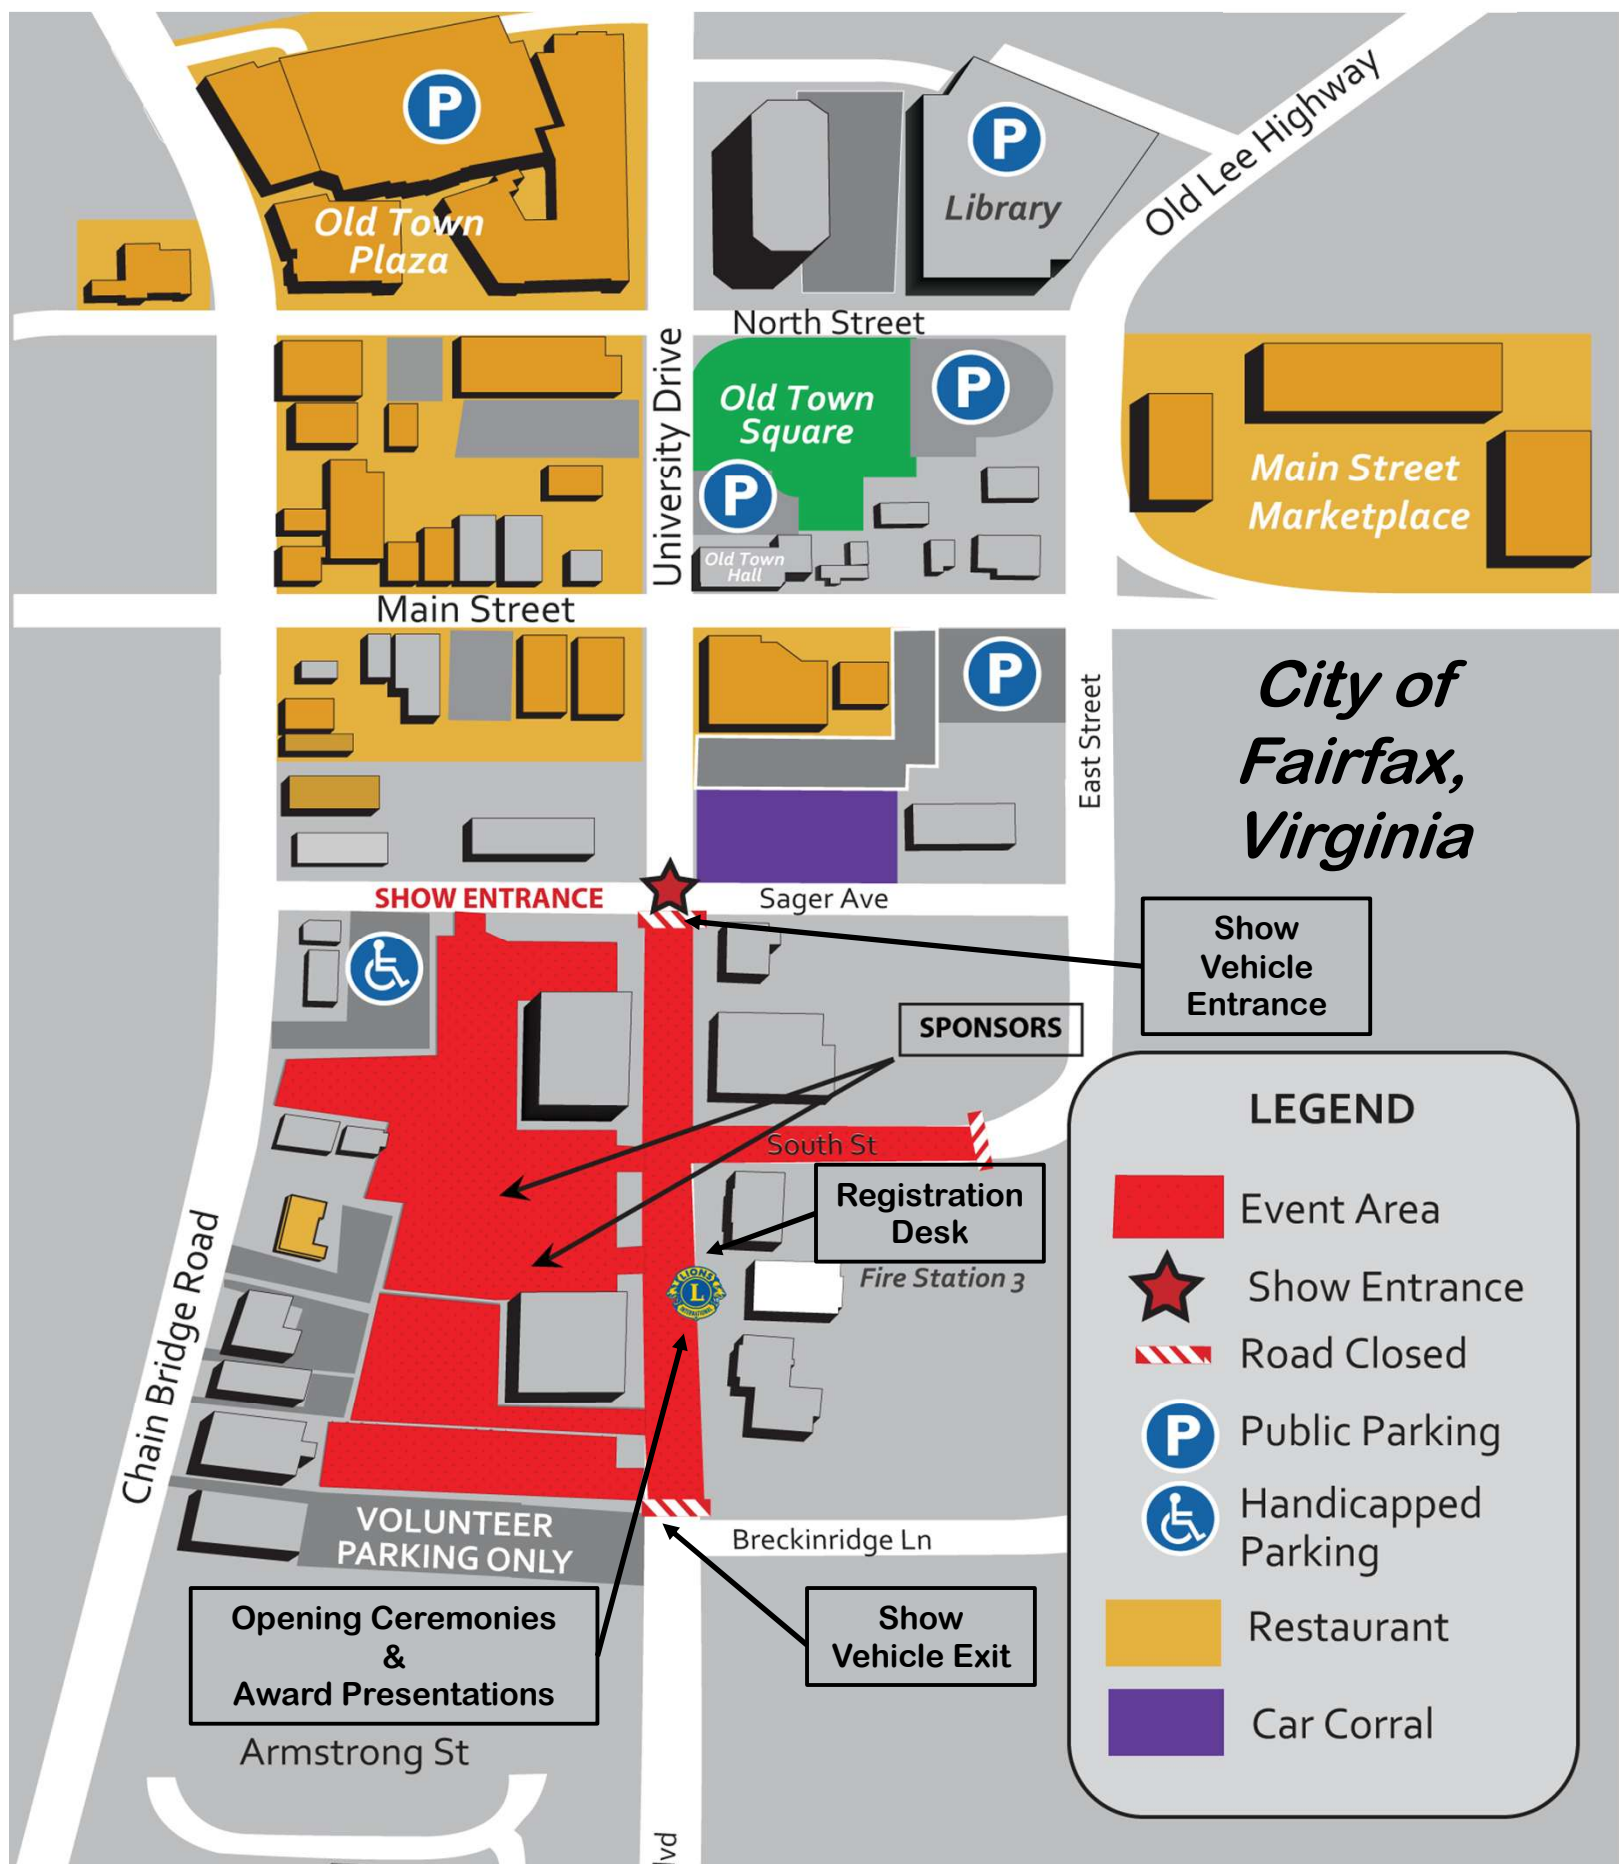 P
Old Lee Highway
P
Library
Old Town
Plaza
North Street
University Drive
Old Town
Square
P
P
Main Street
Marketplace
Old Town
Hall
Main Street
P
East Street
City of
Fairfax,
Virginia
SHOW ENTRANCE
Sager Ave
Show
Vehicle
Entrance
SPONSORS
South St
Registration
Desk
Fire Station 3
LIONS
L
INTERNATIONAL
Chain Bridge Road
VOLUNTEER
PARKING ONLY
Breckinridge Ln
Opening Ceremonies
&
Award Presentations
Show
Vehicle Exit
Armstrong St
lvd
LEGEND
Event Area
Show Entrance
Road Closed
P
Public Parking
Handicapped
Parking
Restaurant
Car Corral